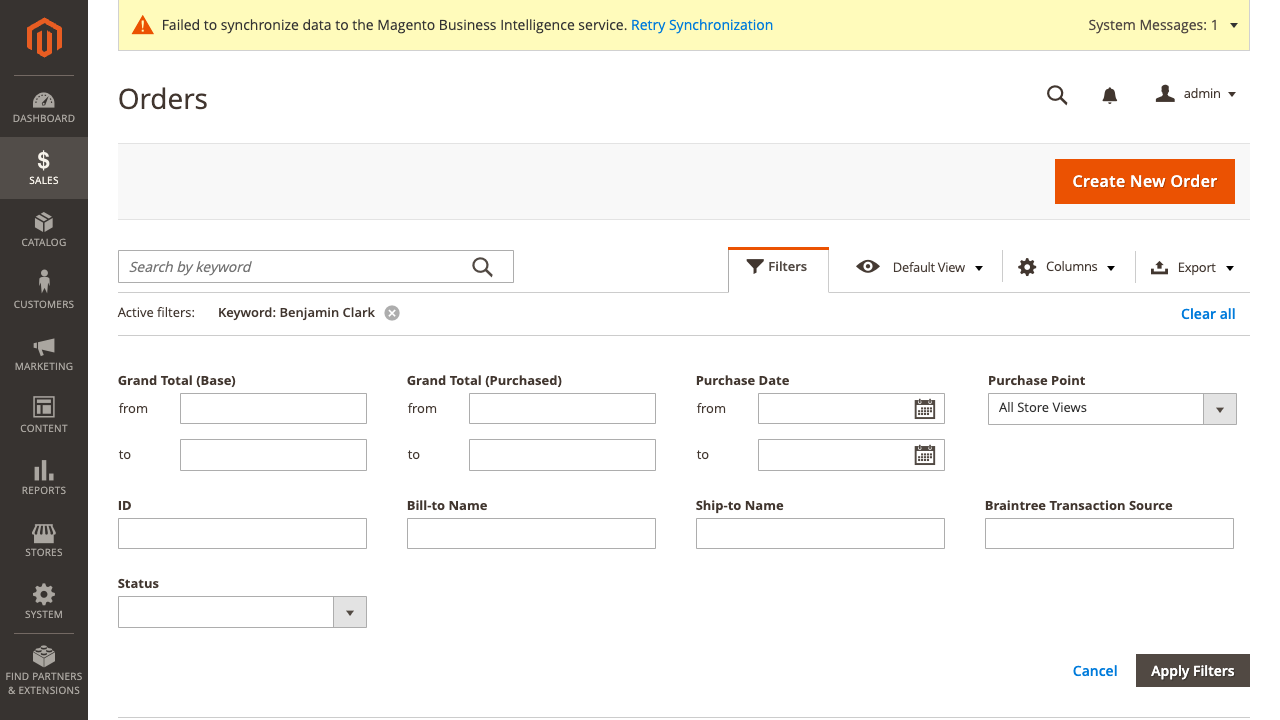 Failed to synchronize data to the Magento Business Intelligence service. Retry Synchronization
System Messages: 1
Orders
admin
Create New Order
DASHBOARD
SALES
CATALOG
CUSTOMERS
MARKETING
CONTENT
REPORTS
STORES
SYSTEM
FIND PARTNERS
& EXTENSIONS
Search by keyword
Filters
Default View
Columns
Export
Active filters:
Keyword: Benjamin Clark
Clear all
Grand Total (Base)
from
to
Grand Total (Purchased)
from
to
Purchase Date
from
to
Purchase Point
All Store Views
ID
Bill-to Name
Ship-to Name
Braintree Transaction Source
Status
Cancel
Apply Filters